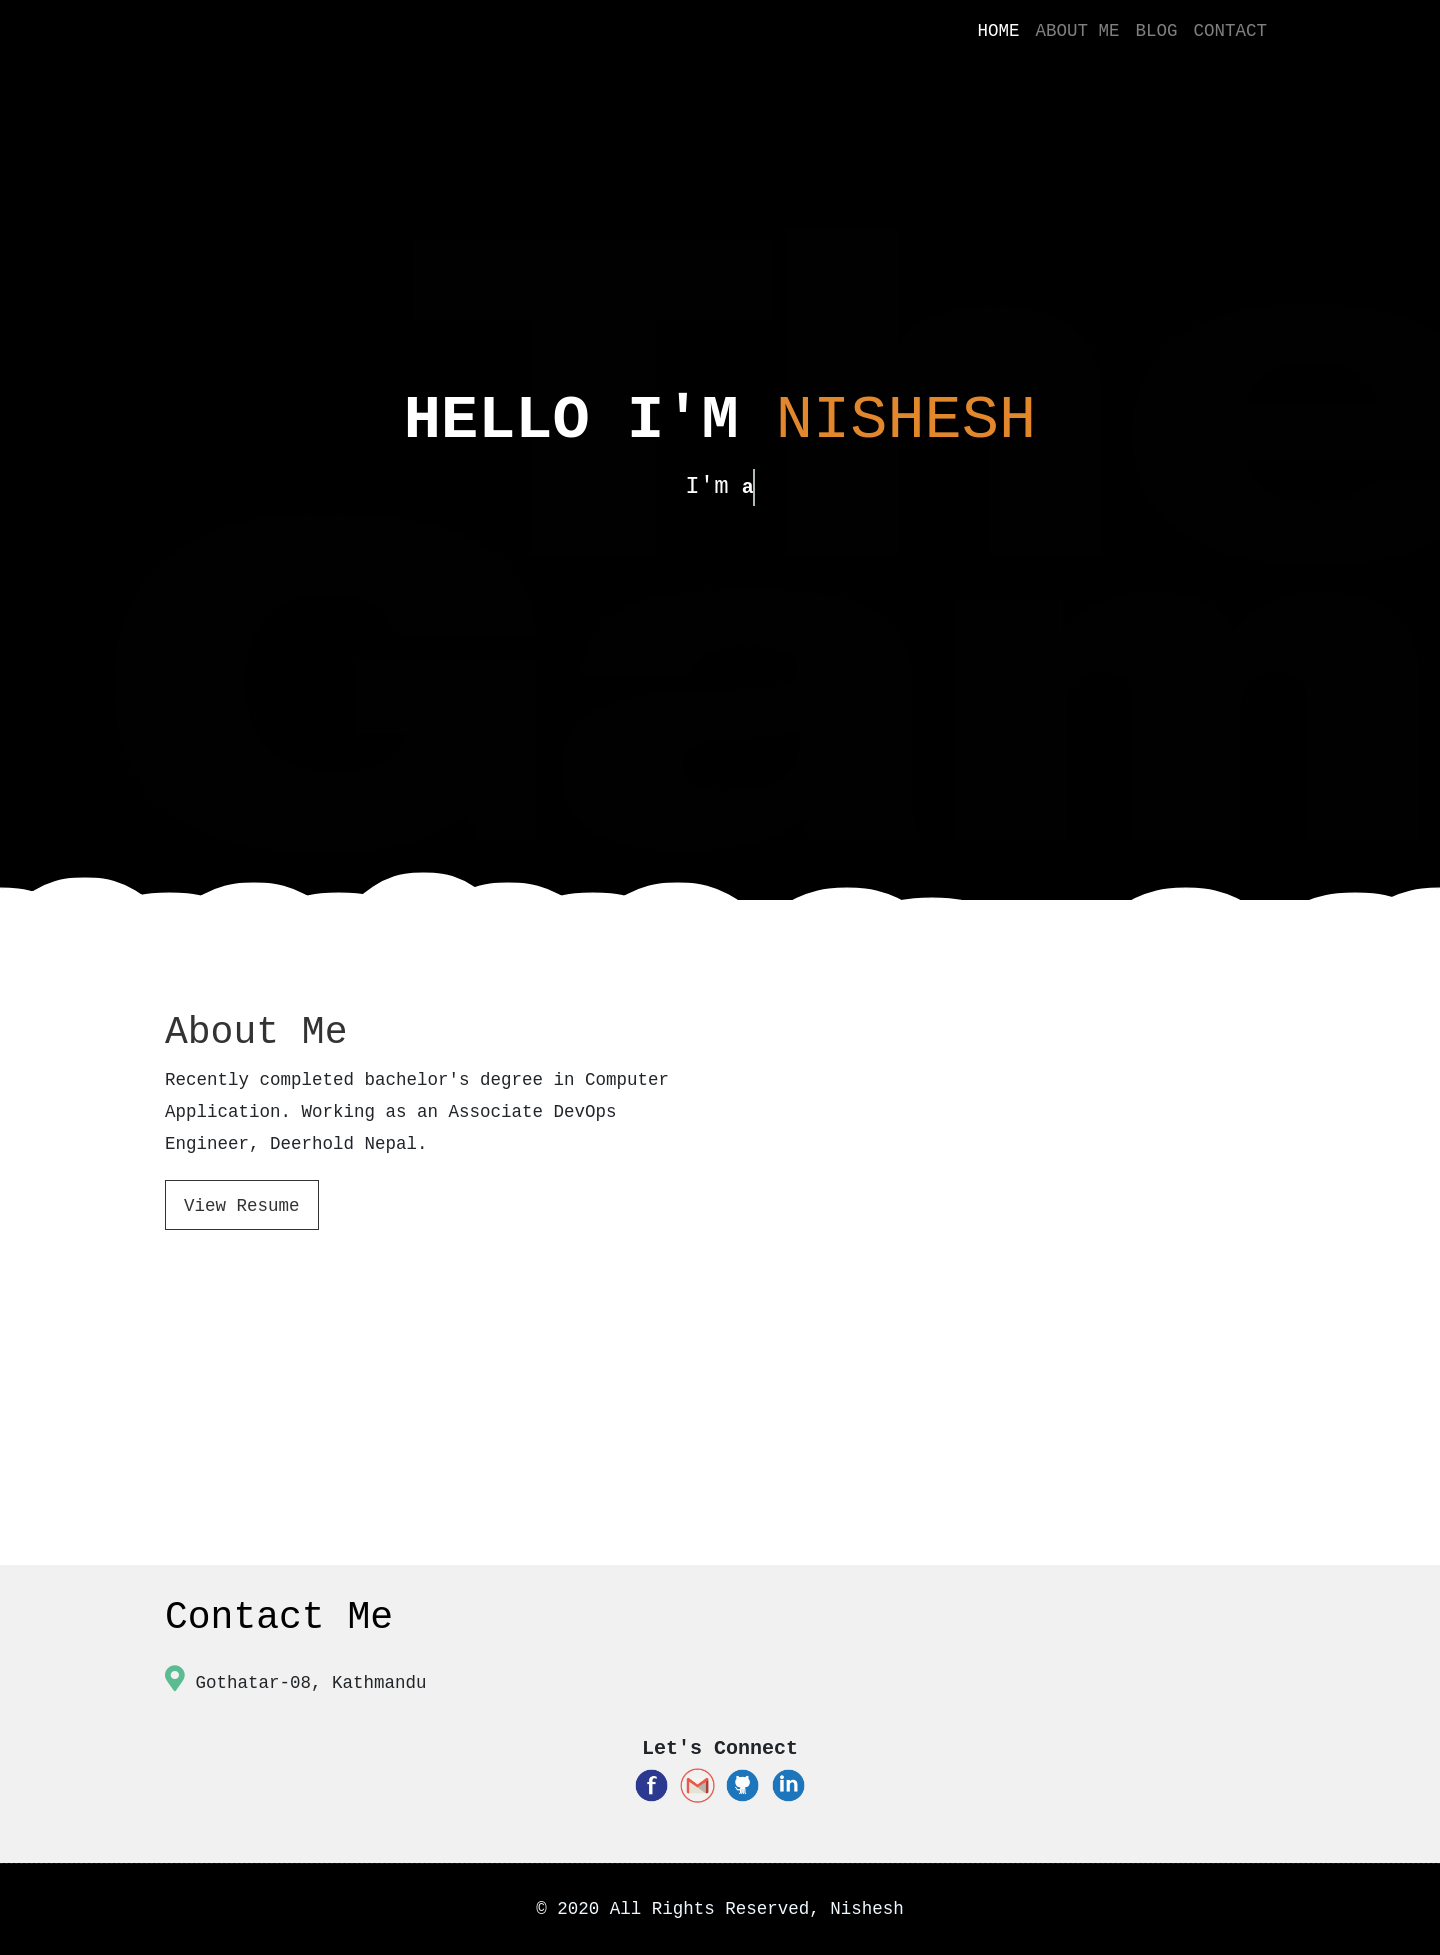 HOME ABOUT ME BLOG CONTACT
HELLO I'M NISHESH
I'm a
About Me
Recently completed bachelor's degree in Computer
Application. Working as an Associate DevOps
Engineer, Deerhold Nepal.
View Resume
Contact Me
Gothatar-08, Kathmandu
Let's Connect
© 2020 All Rights Reserved, Nishesh